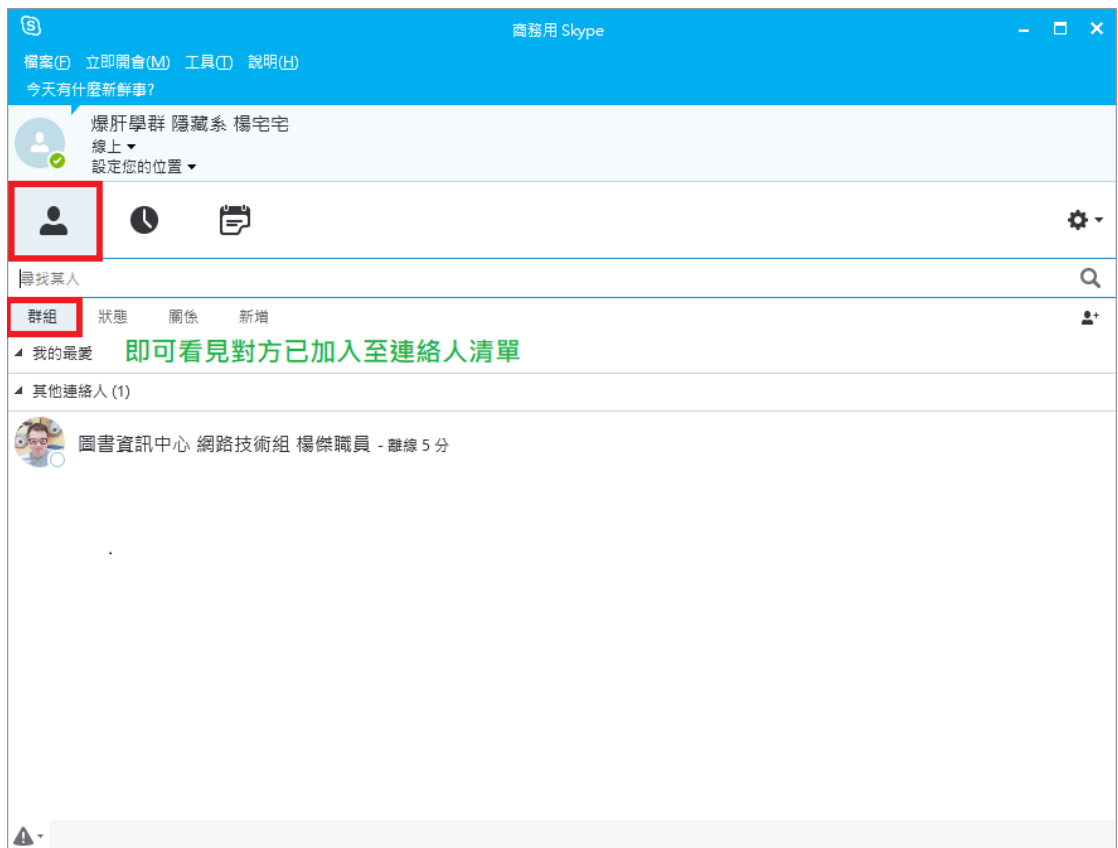 商務用 Skype
檔案(F) 立即開會(M) 工具(T) 說明(H)
今天有什麼新鮮事?
爆肝學群 隱藏系 楊宅宅
線上
設定您的位置
尋找某人
群組 狀態 關係 新增
我的最愛 即可看見對方已加入至連絡人清單
其他連絡人 (1)
圖書資訊中心 網路技術組 楊傑職員 - 離線 5 分